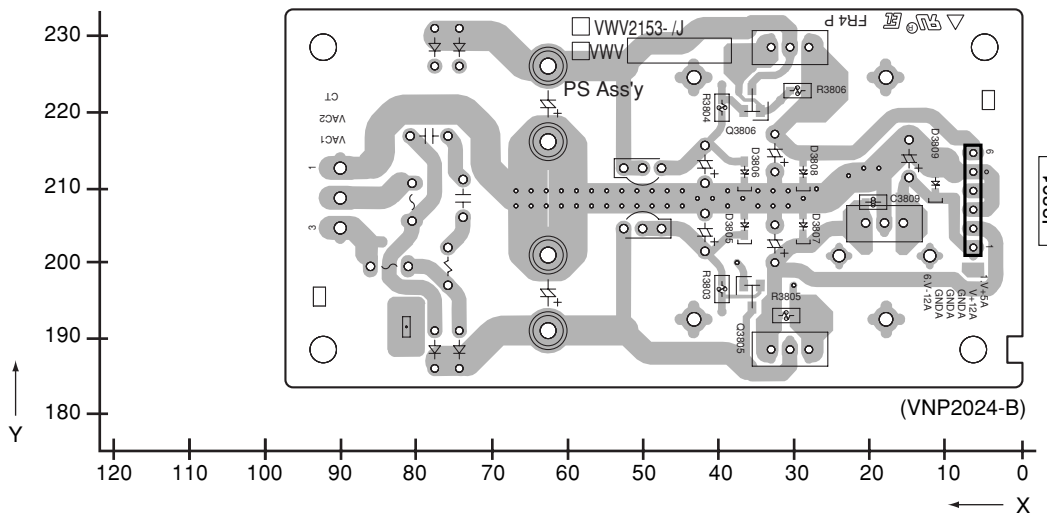 230
220
210
200
190
180
Y
120 110 100 90 80 70 60 50 40 30 20 10 0
X
VWV2153- /J
VWV
PS Ass'y
FR4 P
CT
VAC2
VAC1
1
3
R3804
Q3806
R3806
D3806
D3808
D3809
C3809
D3805
D3807
R3803
R3805
Q3805
6
1
6.V-12A
GNDA
GNDA
GNDA
V+12A
1.V+5A
(VNP2024-B)